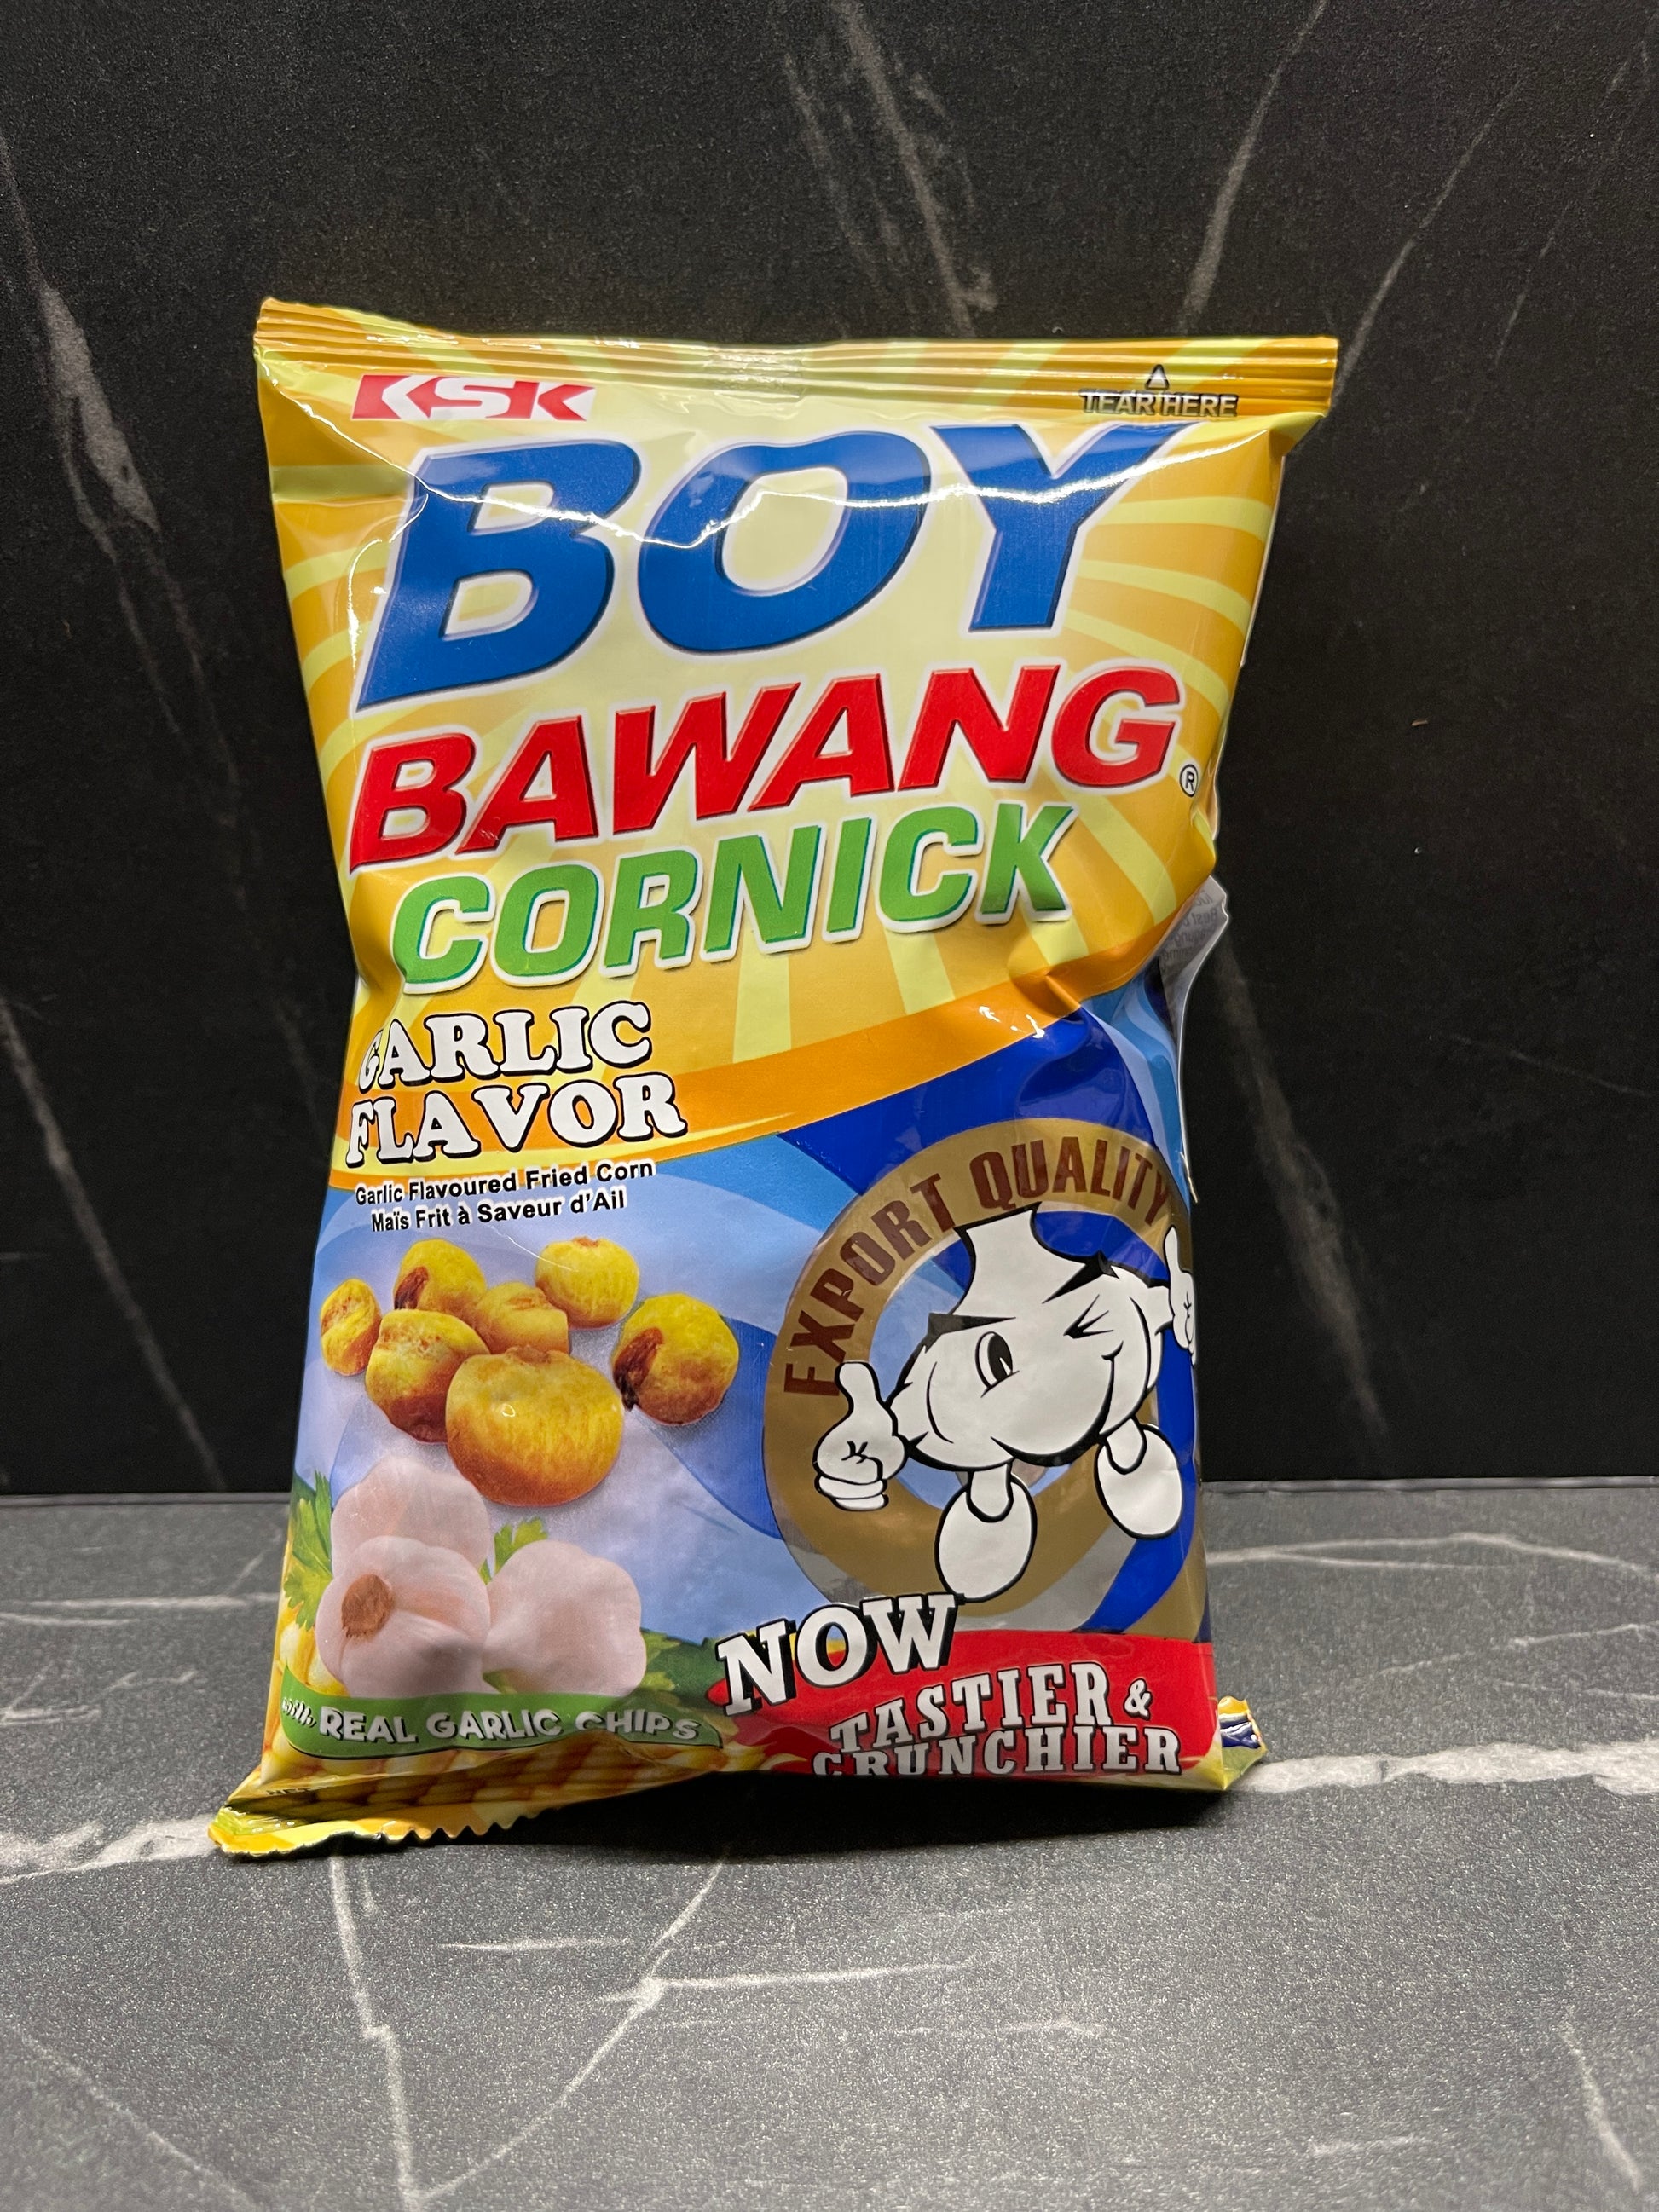 KSK
TEAR HERE
BOY
BAWANG®
CORNICK
GARLIC
FLAVOR
Garlic Flavoured Fried Corn
Maïs Frit à Saveur d'Ail
EXPORT QUALITY
NOW
TASTIER &
CRUNCHIER
with REAL GARLIC CHIPS